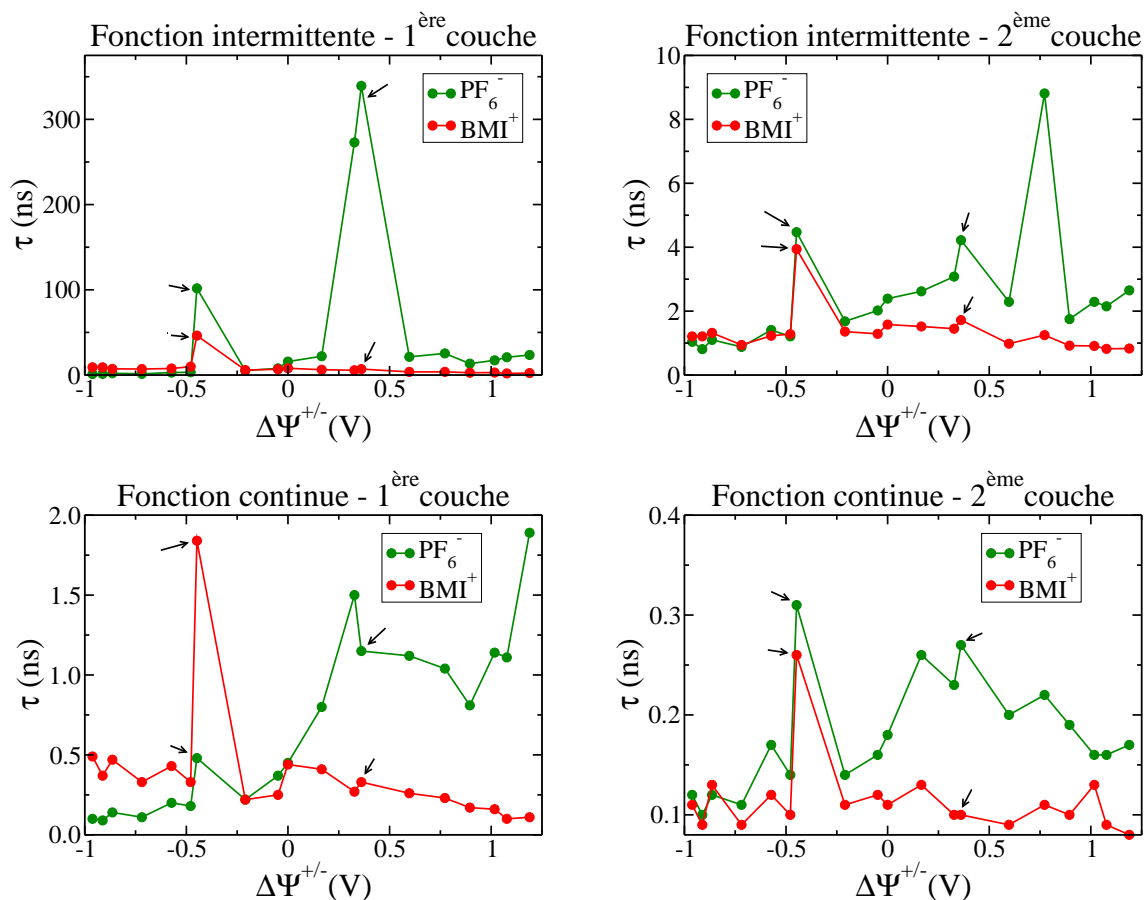 Fonction intermittente - 1ère couche
τ (ns)
300
200
100
0
-1 -0.5 0 0.5 1
ΔΨ+/- (V)
PF6-
BMI+
Fonction intermittente - 2ème couche
τ (ns)
10
8
6
4
2
0
-1 -0.5 0 0.5 1
ΔΨ+/- (V)
PF6-
BMI+
Fonction continue - 1ère couche
τ (ns)
2.0
1.5
1.0
0.5
0.0
-1 -0.5 0 0.5 1
ΔΨ+/- (V)
PF6-
BMI+
Fonction continue - 2ème couche
τ (ns)
0.4
0.3
0.2
0.1
-1 -0.5 0 0.5 1
ΔΨ+/- (V)
PF6-
BMI+